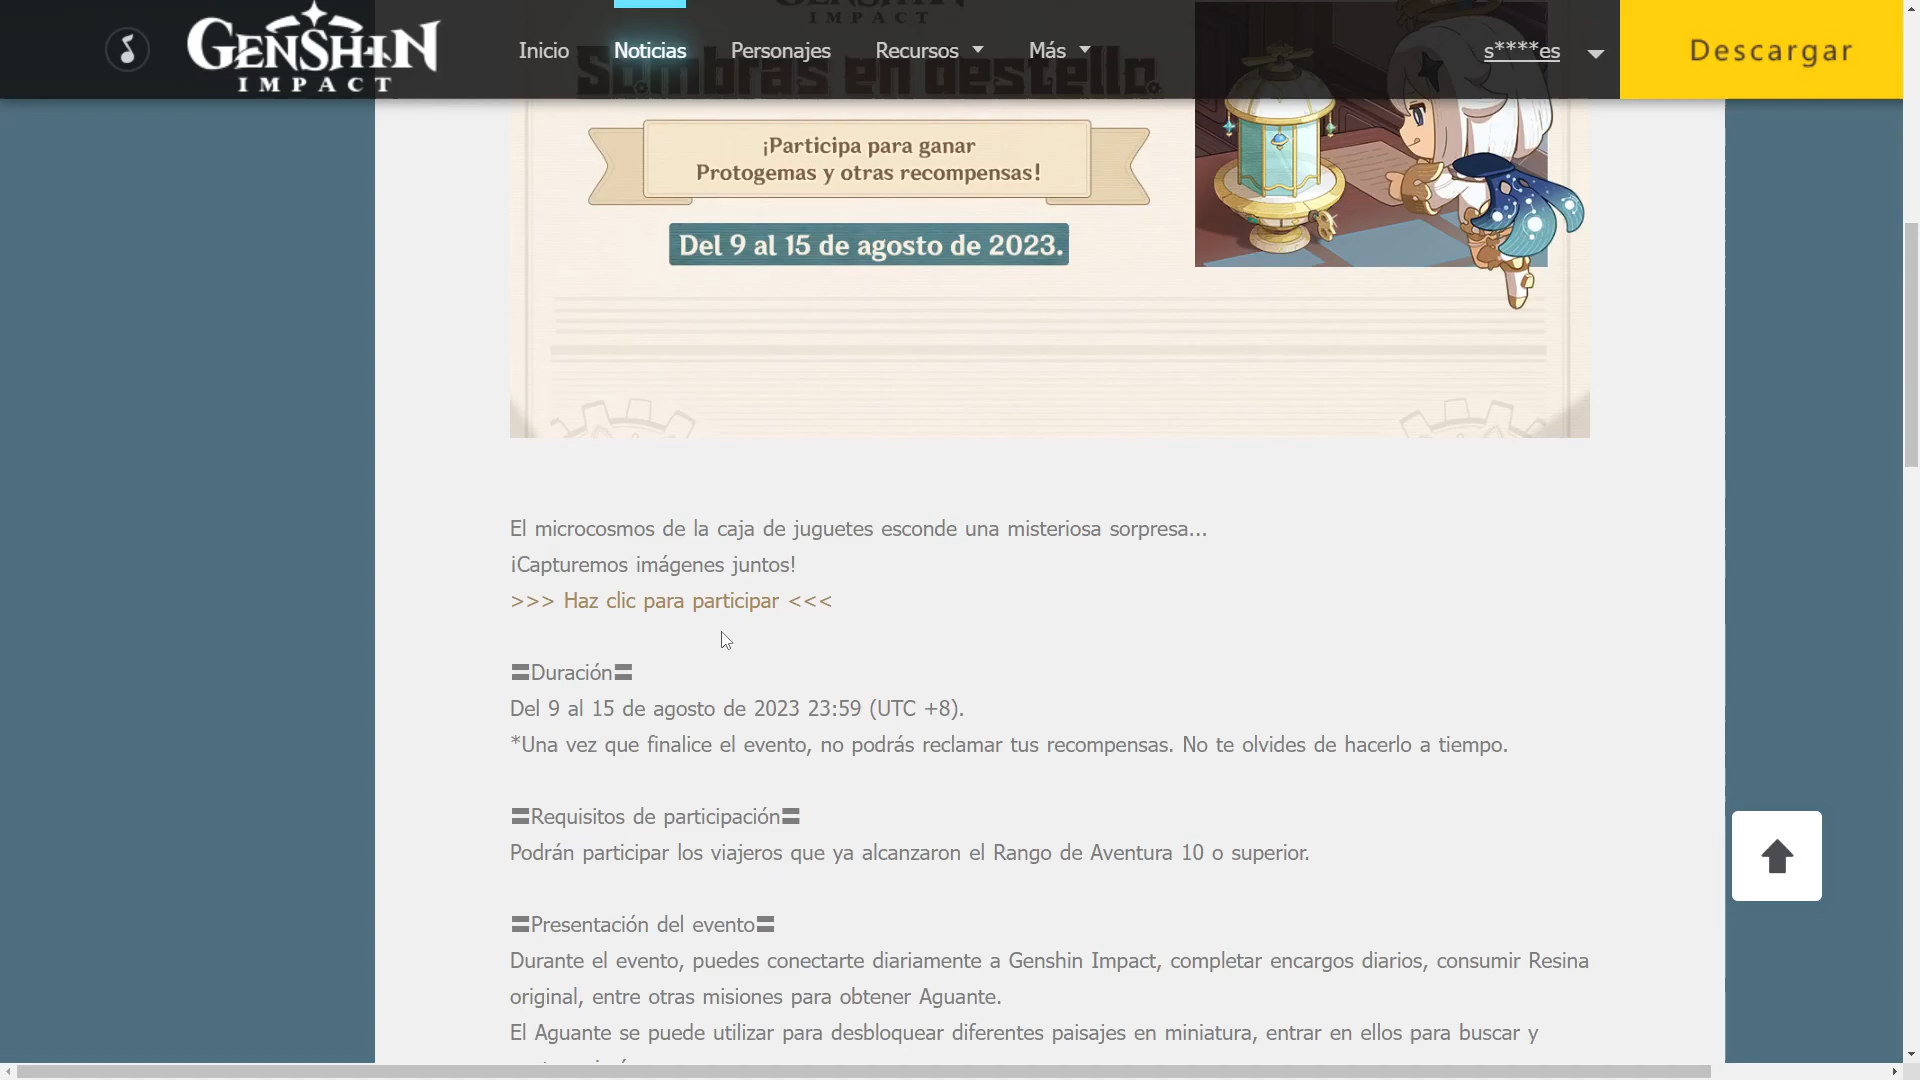 GENSHIN
IMPACT
Inicio
Noticias
Personajes
Recursos
Más
s****es
Descargar
IMPACT
Sombras en destello
¡Participa para ganar
Protogemas y otras recompensas!
Del 9 al 15 de agosto de 2023.
El microcosmos de la caja de juguetes esconde una misteriosa sorpresa...
¡Capturemos imágenes juntos!
>>> Haz clic para participar <<<
〓Duración〓
Del 9 al 15 de agosto de 2023 23:59 (UTC +8).
*Una vez que finalice el evento, no podrás reclamar tus recompensas. No te olvides de hacerlo a tiempo.
〓Requisitos de participación〓
Podrán participar los viajeros que ya alcanzaron el Rango de Aventura 10 o superior.
〓Presentación del evento〓
Durante el evento, puedes conectarte diariamente a Genshin Impact, completar encargos diarios, consumir Resina
original, entre otras misiones para obtener Aguante.
El Aguante se puede utilizar para desbloquear diferentes paisajes en miniatura, entrar en ellos para buscar y